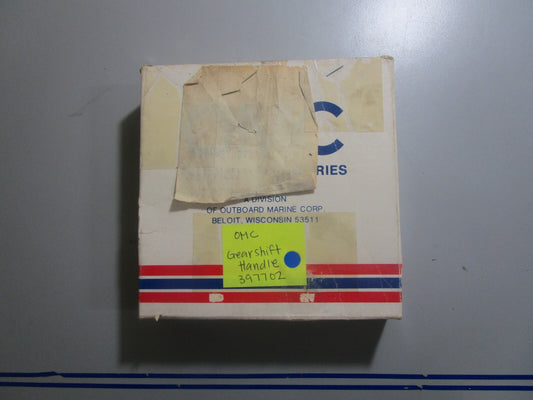 C
RIES
A DIVISION
OF OUTBOARD MARINE CORP.
BELOIT, WISCONSIN 53511
OMC
Gearshift
Handle
397702